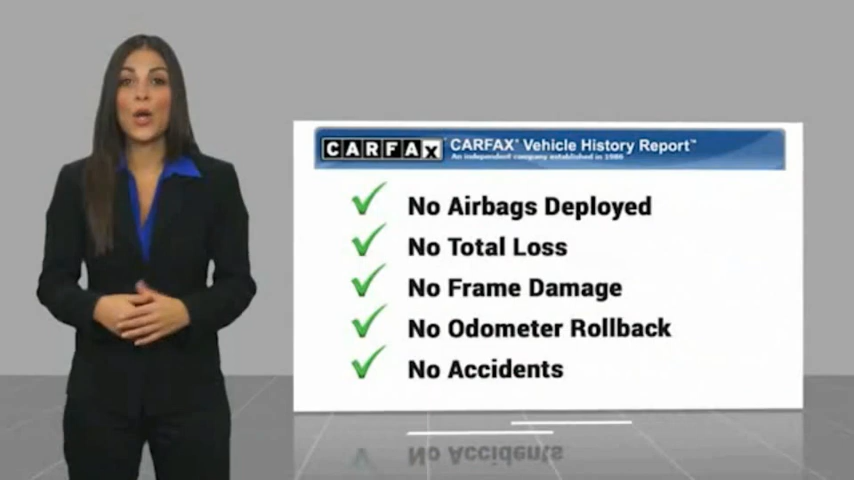 CARFAX CARFAX® Vehicle History Report™
An independent company established in 1986
No Airbags Deployed
No Total Loss
No Frame Damage
No Odometer Rollback
No Accidents
No Accidents